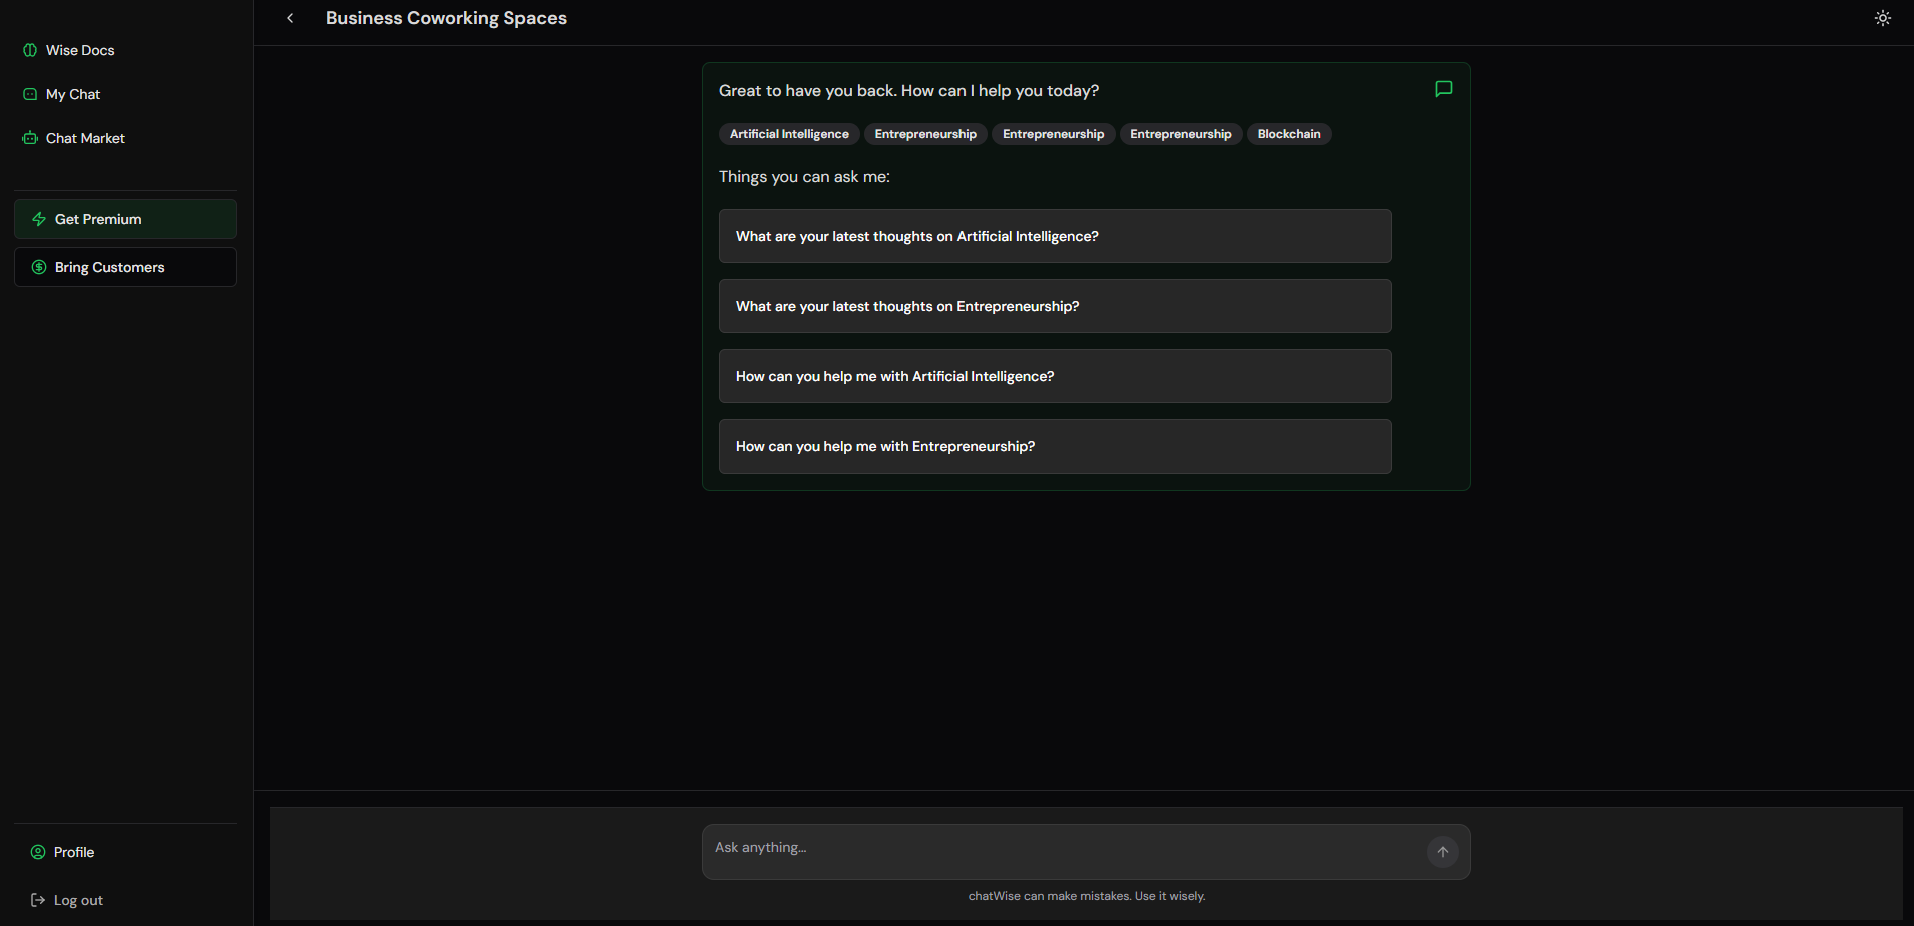 Wise Docs
My Chat
Chat Market
Get Premium
Bring Customers
Profile
Log out
Business Coworking Spaces
Great to have you back. How can I help you today?
Artificial Intelligence Entrepreneurship Entrepreneurship Entrepreneurship Blockchain
Things you can ask me:
What are your latest thoughts on Artificial Intelligence?
What are your latest thoughts on Entrepreneurship?
How can you help me with Artificial Intelligence?
How can you help me with Entrepreneurship?
Ask anything...
chatWise can make mistakes. Use it wisely.